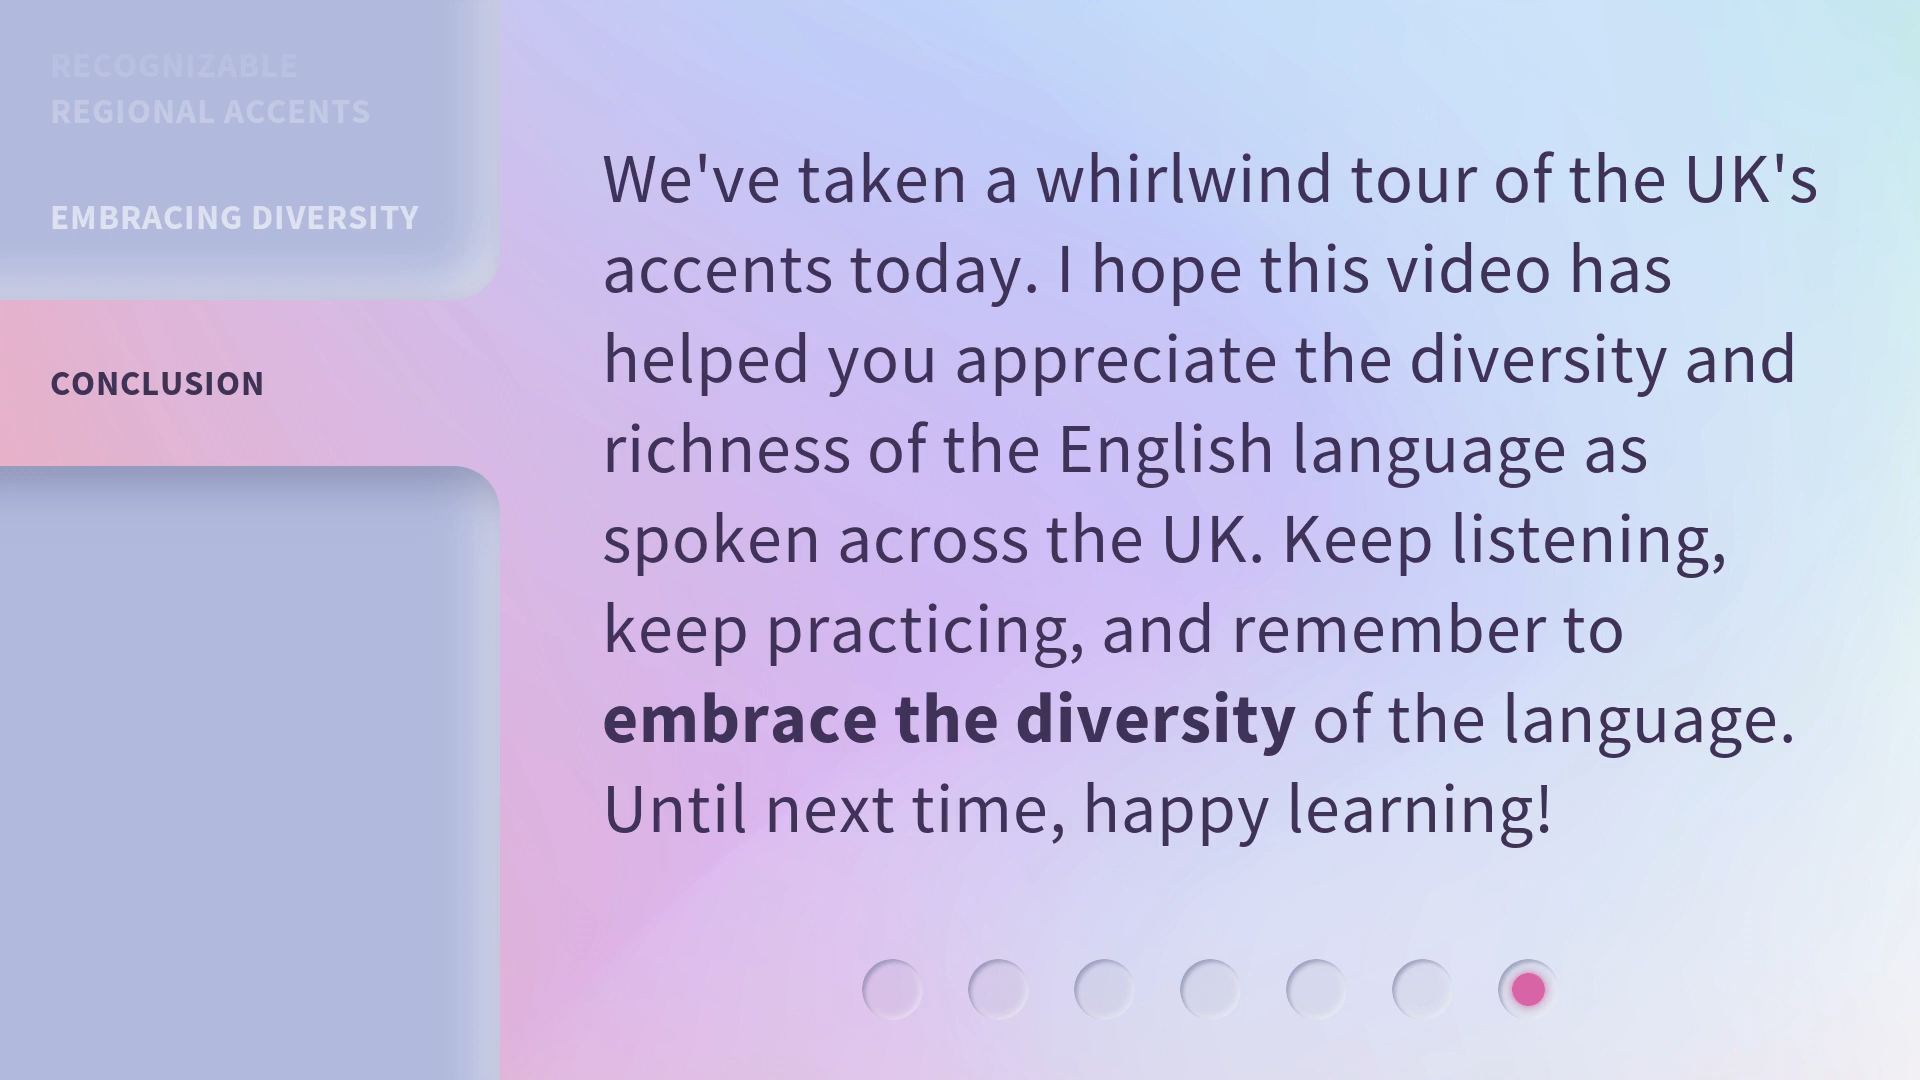 RECOGNIZABLE
REGIONAL ACCENTS
EMBRACING DIVERSITY
CONCLUSION
We've taken a whirlwind tour of the UK's
accents today. I hope this video has
helped you appreciate the diversity and
richness of the English language as
spoken across the UK. Keep listening,
keep practicing, and remember to
embrace the diversity of the language.
Until next time, happy learning!